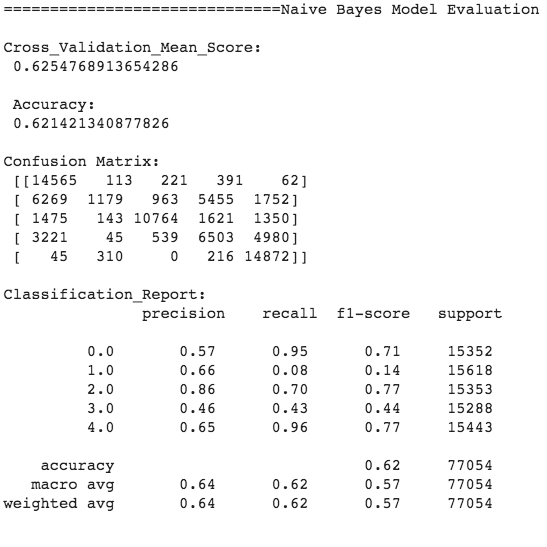 ==============================Naive Bayes Model Evaluation
Cross_Validation_Mean_Score:
0.6254768913654286
Accuracy:
0.621421340877826
Confusion Matrix:
[[14565   113   221   391    62]
[ 6269  1179   963  5455  1752]
[ 1475   143 10764  1621  1350]
[ 3221    45   539  6503  4980]
[   45   310     0   216 14872]]
Classification_Report:
precision    recall  f1-score   support
0.0       0.57      0.95      0.71     15352
1.0       0.66      0.08      0.14     15618
2.0       0.86      0.70      0.77     15353
3.0       0.46      0.43      0.44     15288
4.0       0.65      0.96      0.77     15443
accuracy                           0.62     77054
macro avg       0.64      0.62      0.57     77054
weighted avg       0.64      0.62      0.57     77054